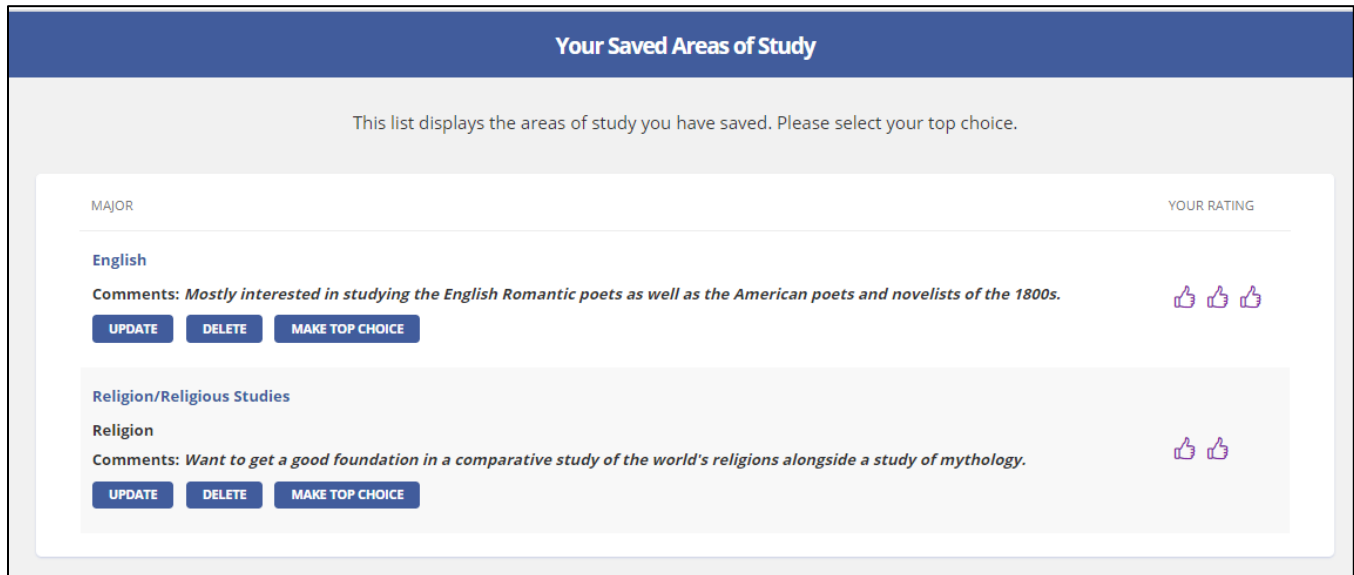 Your Saved Areas of Study
This list displays the areas of study you have saved. Please select your top choice.
MAJOR YOUR RATING
English
Comments: Mostly interested in studying the English Romantic poets as well as the American poets and novelists of the 1800s.
UPDATE DELETE MAKE TOP CHOICE
Religion/Religious Studies
Religion
Comments: Want to get a good foundation in a comparative study of the world's religions alongside a study of mythology.
UPDATE DELETE MAKE TOP CHOICE